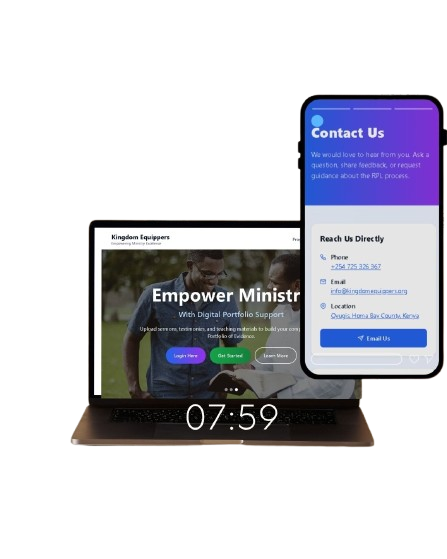 Contact Us
We would love to hear from you. Ask a
question, share feedback, or request
guidance about the RPL process.
Reach Us Directly
Phone
+254 725 326 367
Email
info@kingdomequippers.org
Location
Oyugis, Homa Bay County, Kenya
Email Us
Kingdom Equippers
Empowering Ministry
Empower Ministr
With Digital Portfolio Support
Upload sermons, testimonies, and teaching materials to build your
Portfolio of Evidence.
Login Here
Get Started
Learn More
07:59